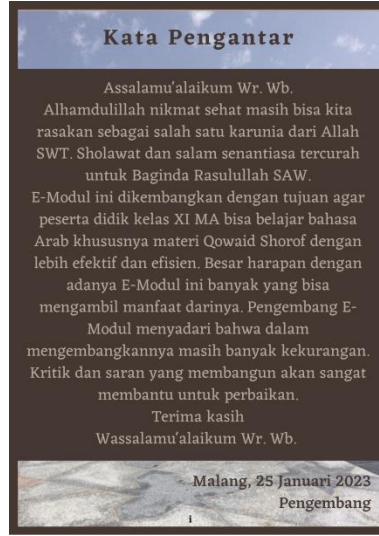 Kata Pengantar
Assalamu'alaikum Wr. Wb.
Alhamdulillah nikmat sehat masih bisa kita
rasakan sebagai salah satu karunia dari Allah
SWT. Sholawat dan salam senantiasa tercurah
untuk Baginda Rasulullah SAW.
E-Modul ini dikembangkan dengan tujuan agar
peserta didik kelas XI MA bisa belajar bahasa
Arab khususnya materi Qowaid Shorof dengan
lebih efektif dan efisien. Besar harapan dengan
adanya E-Modul ini banyak yang bisa
mengambil manfaat darinya. Pengembang E-
Modul menyadari bahwa dalam
mengembangkannya masih banyak kekurangan.
Kritik dan saran yang membangun akan sangat
membantu untuk perbaikan.
Terima kasih
Wassalamu'alaikum Wr. Wb.
Malang, 25 Januari 2023
Pengembang
i